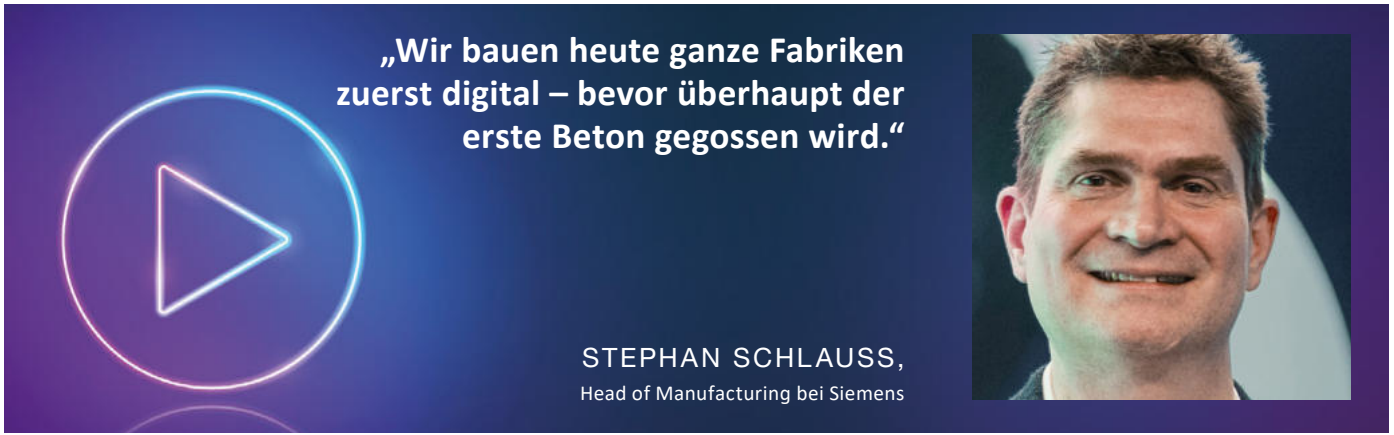 „Wir bauen heute ganze Fabriken
zuerst digital – bevor überhaupt der
erste Beton gegossen wird.“
STEPHAN SCHLAUSS,
Head of Manufacturing bei Siemens